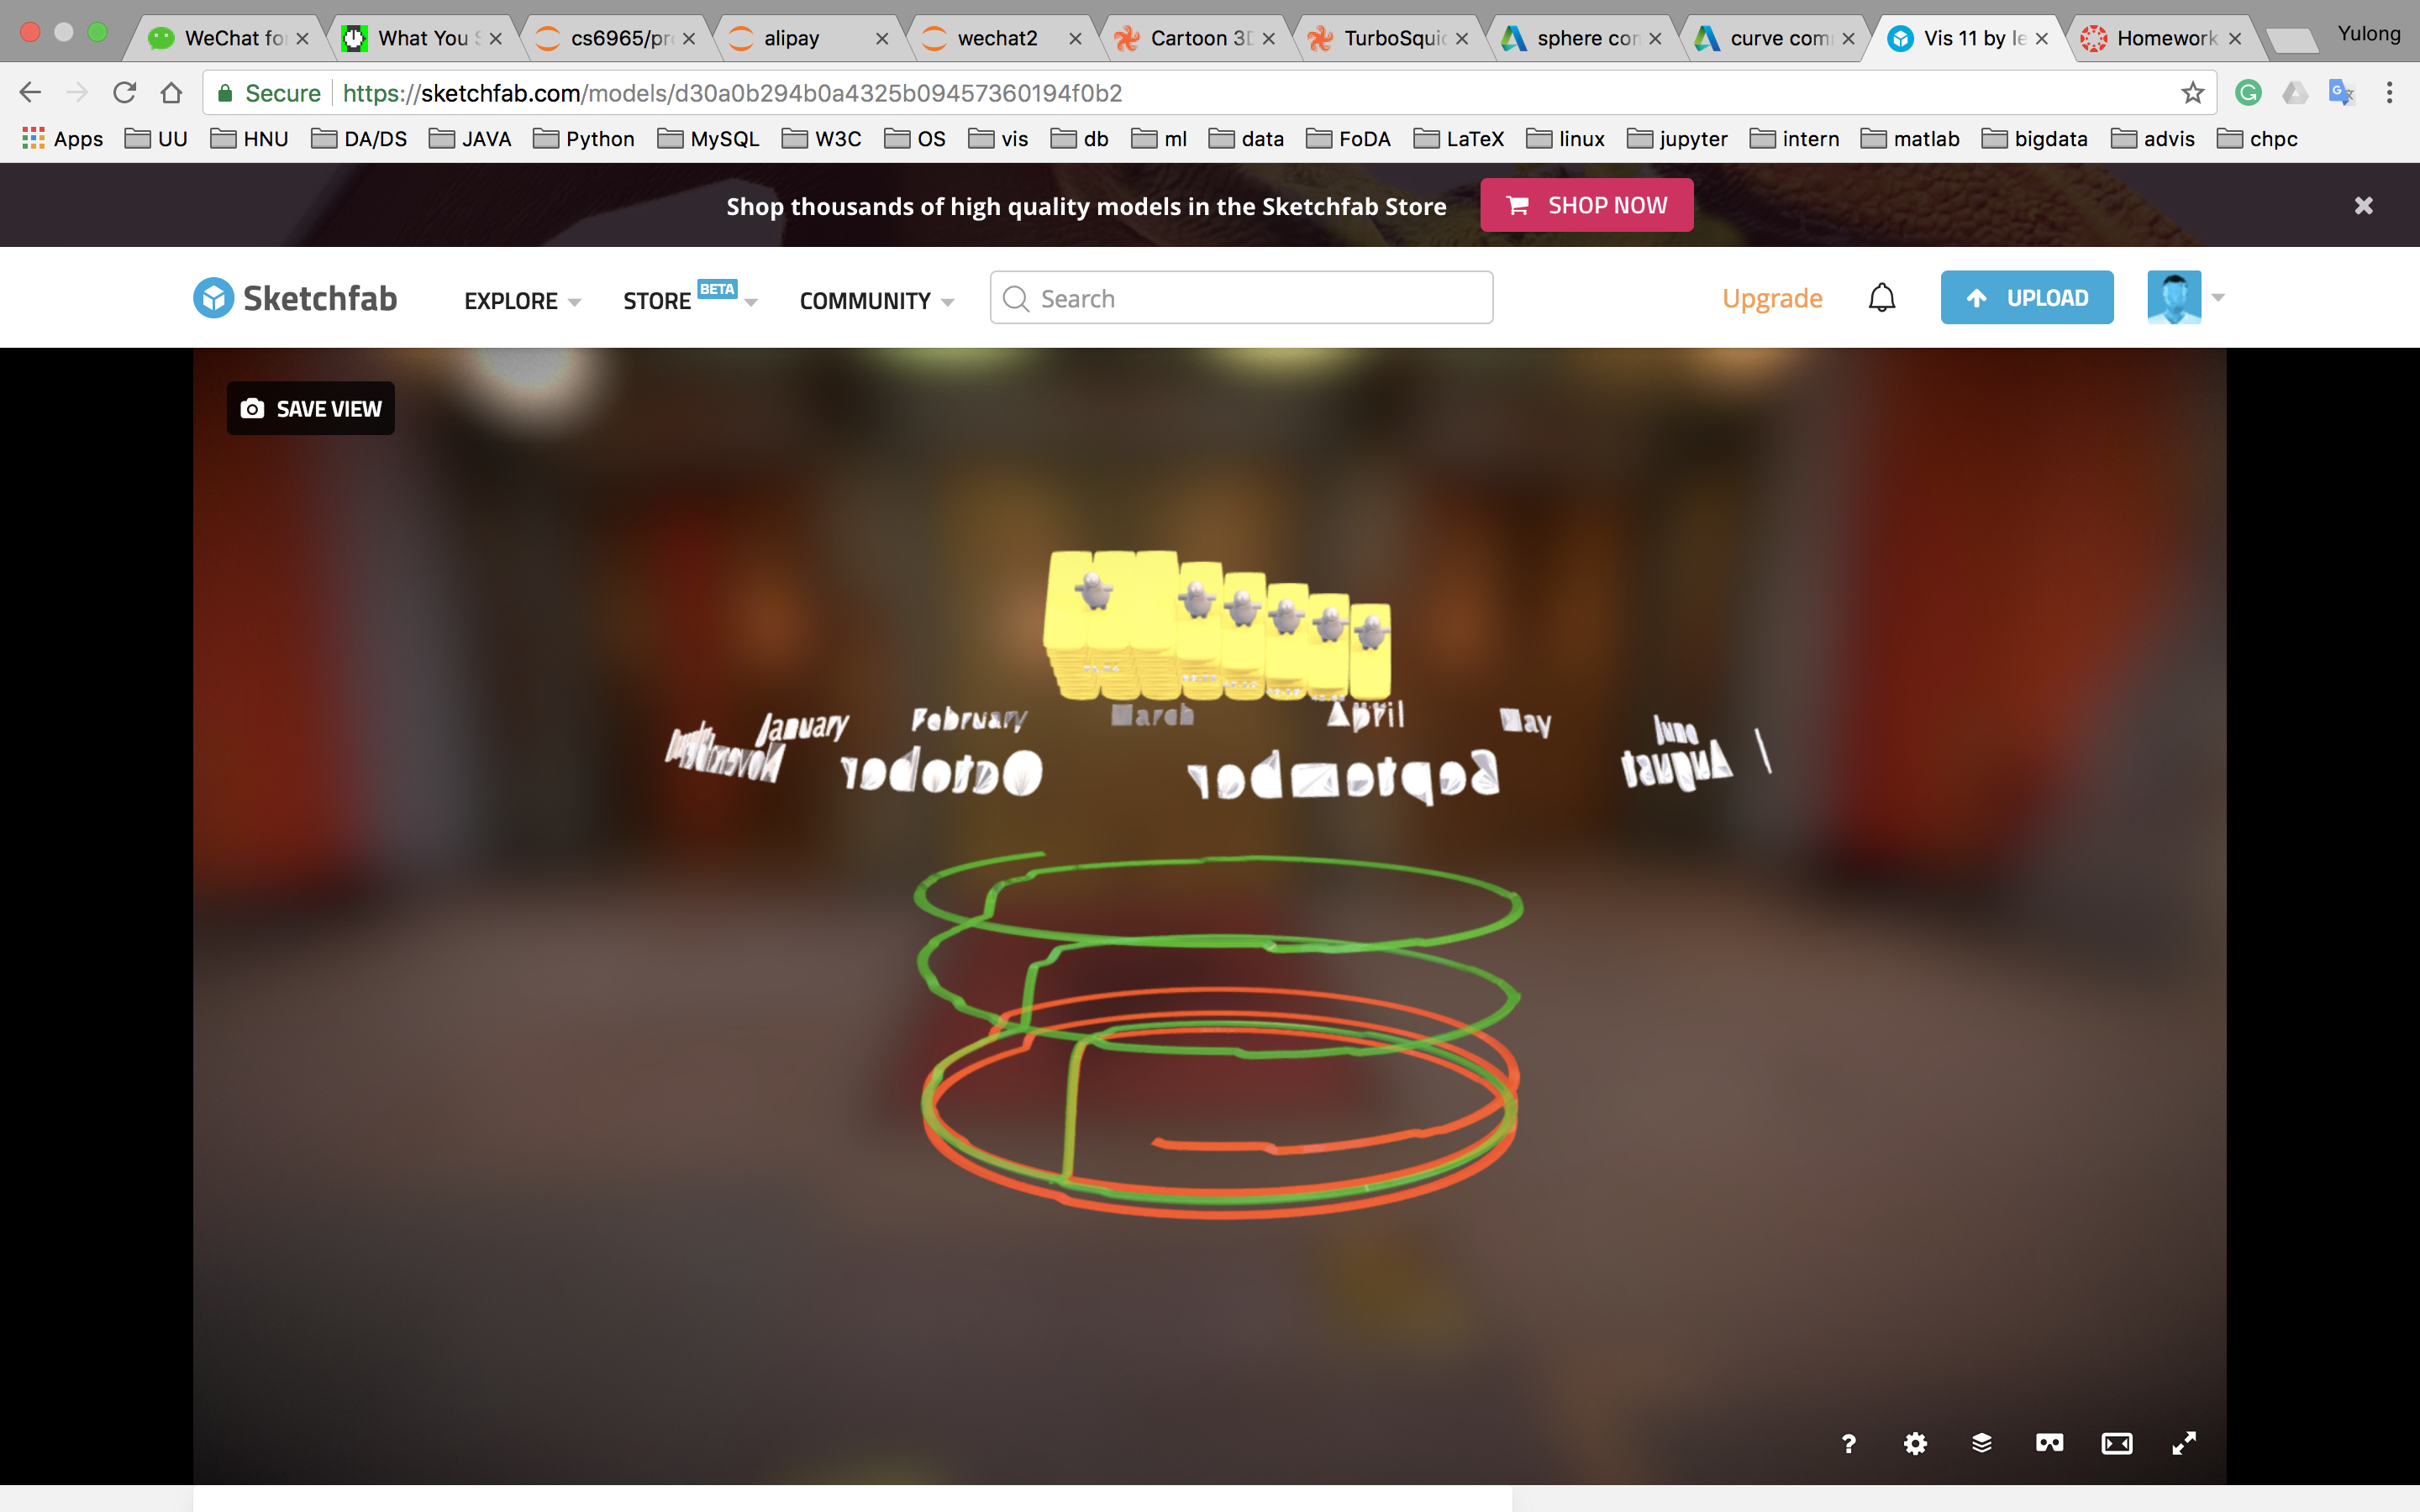 WeChat fo
What You S
cs6965/pr
alipay
wechat2
Cartoon 3D
TurboSquid
sphere con
curve com
Vis 11 by le
Homework
Yulong
Secure
https://sketchfab.com/models/d30a0b294b0a4325b09457360194f0b2
Apps UU HNU DA/DS JAVA Python MySQL W3C OS vis db ml data FoDA LaTeX linux jupyter intern matlab bigdata advis chpc
Shop thousands of high quality models in the Sketchfab Store
SHOP NOW
Sketchfab
EXPLORE
STORE BETA
COMMUNITY
Search
Upgrade
UPLOAD
SAVE VIEW
January February March April May June
November October September August
?